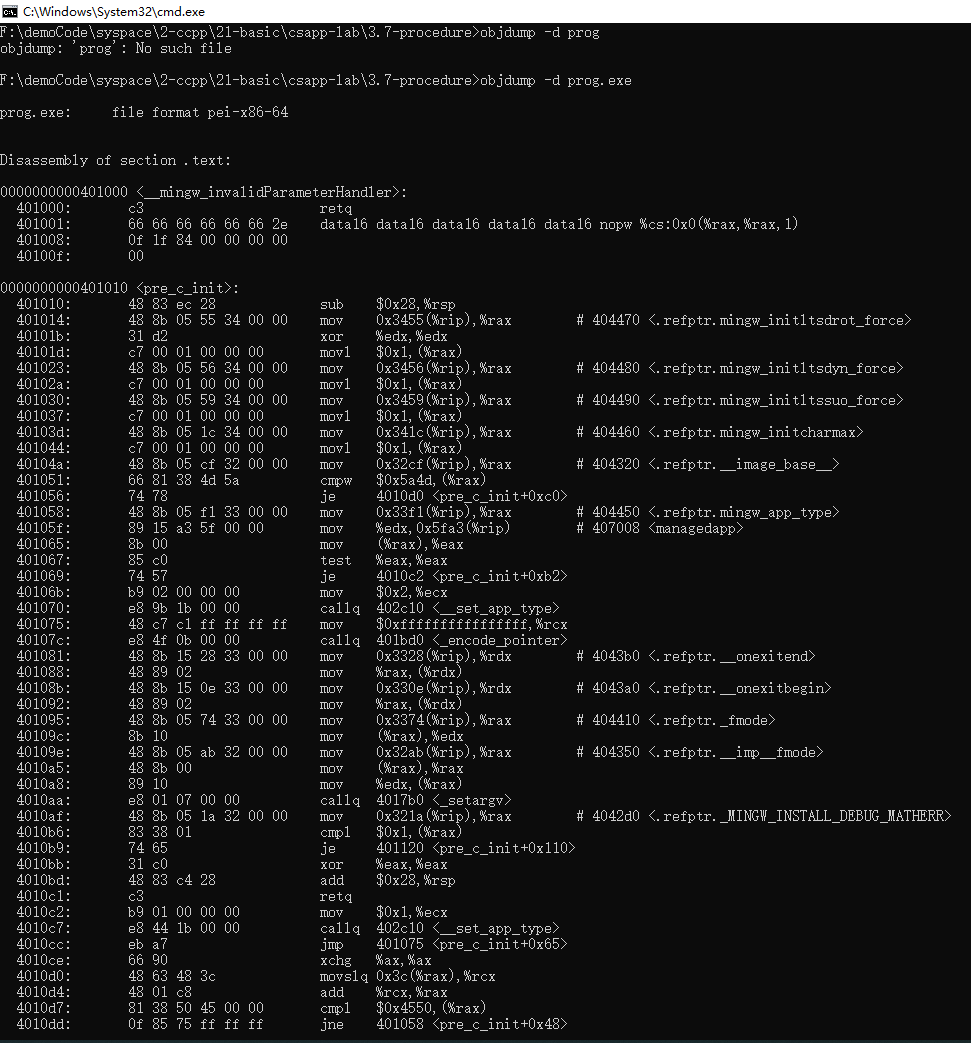 C:\Windows\System32\cmd.exe
F:\demoCode\syspace\2-ccpp\21-basic\csapp-lab\3.7-procedure>objdump -d prog
objdump: 'prog': No such file
F:\demoCode\syspace\2-ccpp\21-basic\csapp-lab\3.7-procedure>objdump -d prog.exe
prog.exe:     file format pei-x86-64
Disassembly of section .text:
0000000000401000 <__mingw_invalidParameterHandler>:
  401000:       c3                      retq
  401001:       66 66 66 66 66 66 2e    data16 data16 data16 data16 data16 nopw %cs:0x0(%rax,%rax,1)
  401008:       0f 1f 84 00 00 00 00
  40100f:       00
0000000000401010 <pre_c_init>:
  401010:       48 83 ec 28             sub    $0x28,%rsp
  401014:       48 8b 05 55 34 00 00    mov    0x3455(%rip),%rax        # 404470 <.refptr.mingw_initltsdrot_force>
  40101b:       31 d2                   xor    %edx,%edx
  40101d:       c7 00 01 00 00 00       movl   $0x1,(%rax)
  401023:       48 8b 05 56 34 00 00    mov    0x3456(%rip),%rax        # 404480 <.refptr.mingw_initltsdyn_force>
  40102a:       c7 00 01 00 00 00       movl   $0x1,(%rax)
  401030:       48 8b 05 59 34 00 00    mov    0x3459(%rip),%rax        # 404490 <.refptr.mingw_initltssuo_force>
  401037:       c7 00 01 00 00 00       movl   $0x1,(%rax)
  40103d:       48 8b 05 1c 34 00 00    mov    0x341c(%rip),%rax        # 404460 <.refptr.mingw_initcharmax>
  401044:       c7 00 01 00 00 00       movl   $0x1,(%rax)
  40104a:       48 8b 05 cf 32 00 00    mov    0x32cf(%rip),%rax        # 404320 <.refptr.__image_base__>
  401051:       66 81 38 4d 5a          cmpw   $0x5a4d,(%rax)
  401056:       74 78                   je     4010d0 <pre_c_init+0xc0>
  401058:       48 8b 05 f1 33 00 00    mov    0x33f1(%rip),%rax        # 404450 <.refptr.mingw_app_type>
  40105f:       89 15 a3 5f 00 00       mov    %edx,0x5fa3(%rip)        # 407008 <managedapp>
  401065:       8b 00                   mov    (%rax),%eax
  401067:       85 c0                   test   %eax,%eax
  401069:       74 57                   je     4010c2 <pre_c_init+0xb2>
  40106b:       b9 02 00 00 00          mov    $0x2,%ecx
  401070:       e8 9b 1b 00 00          callq  402c10 <__set_app_type>
  401075:       48 c7 c1 ff ff ff ff    mov    $0xffffffffffffffff,%rcx
  40107c:       e8 4f 0b 00 00          callq  401bd0 <_encode_pointer>
  401081:       48 8b 15 28 33 00 00    mov    0x3328(%rip),%rdx        # 4043b0 <.refptr.__onexitend>
  401088:       48 89 02                mov    %rax,(%rdx)
  40108b:       48 8b 15 0e 33 00 00    mov    0x330e(%rip),%rdx        # 4043a0 <.refptr.__onexitbegin>
  401092:       48 89 02                mov    %rax,(%rdx)
  401095:       48 8b 05 74 33 00 00    mov    0x3374(%rip),%rax        # 404410 <.refptr._fmode>
  40109c:       8b 10                   mov    (%rax),%edx
  40109e:       48 8b 05 ab 32 00 00    mov    0x32ab(%rip),%rax        # 404350 <.refptr.__imp__fmode>
  4010a5:       48 8b 00                mov    (%rax),%rax
  4010a8:       89 10                   mov    %edx,(%rax)
  4010aa:       e8 01 07 00 00          callq  4017b0 <_setargv>
  4010af:       48 8b 05 1a 32 00 00    mov    0x321a(%rip),%rax        # 4042d0 <.refptr._MINGW_INSTALL_DEBUG_MATHERR>
  4010b6:       83 38 01                cmpl   $0x1,(%rax)
  4010b9:       74 65                   je     401120 <pre_c_init+0x110>
  4010bb:       31 c0                   xor    %eax,%eax
  4010bd:       48 83 c4 28             add    $0x28,%rsp
  4010c1:       c3                      retq
  4010c2:       b9 01 00 00 00          mov    $0x1,%ecx
  4010c7:       e8 44 1b 00 00          callq  402c10 <__set_app_type>
  4010cc:       eb a7                   jmp    401075 <pre_c_init+0x65>
  4010ce:       66 90                   xchg   %ax,%ax
  4010d0:       48 63 48 3c             movslq 0x3c(%rax),%rcx
  4010d4:       48 01 c8                add    %rcx,%rax
  4010d7:       81 38 50 45 00 00       cmpl   $0x4550,(%rax)
  4010dd:       0f 85 75 ff ff ff       jne    401058 <pre_c_init+0x48>